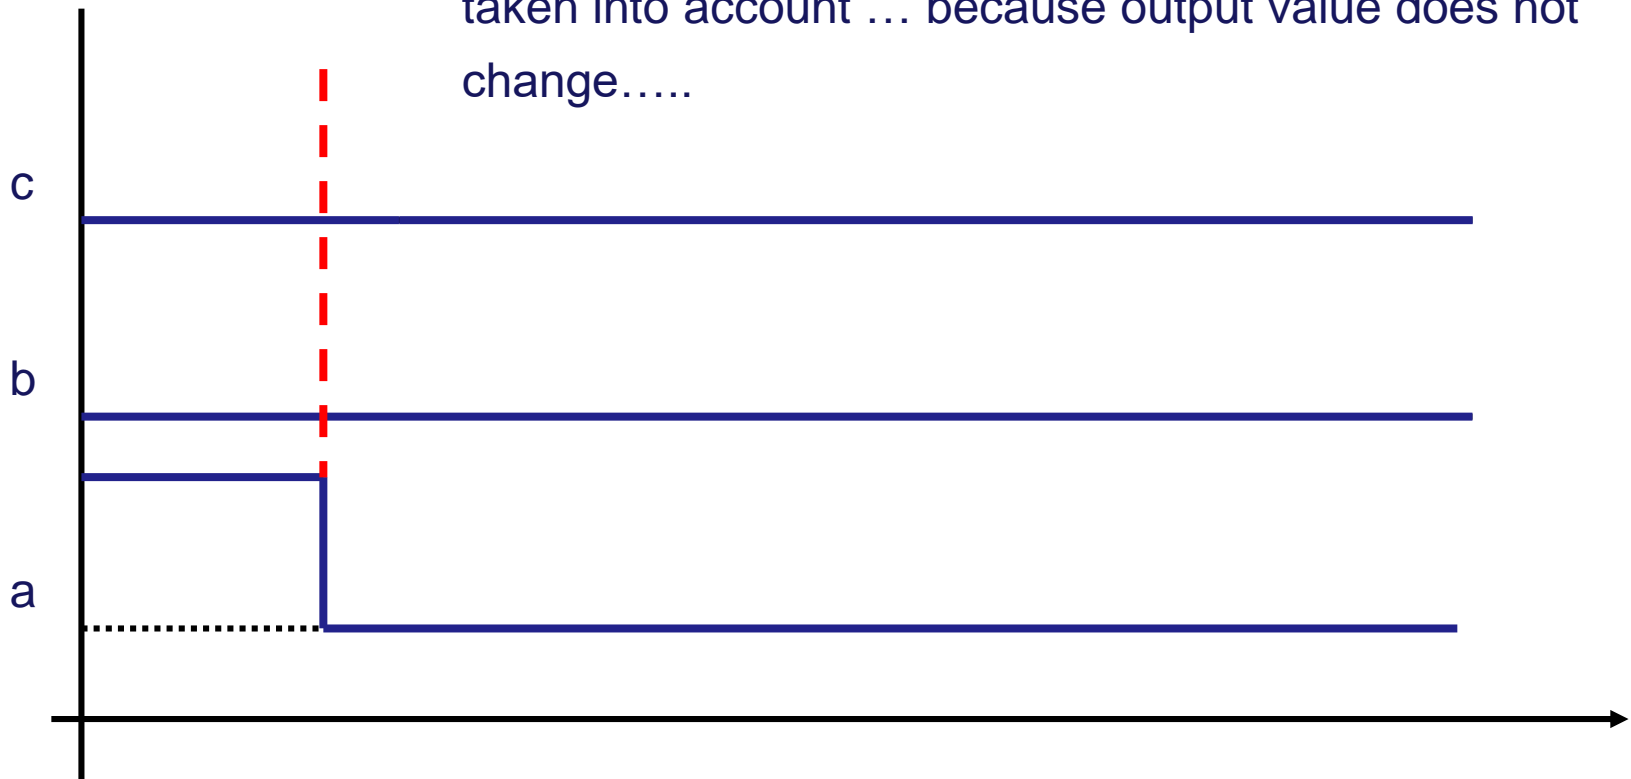 taken into account … because output value does not
change…..
c
b
a